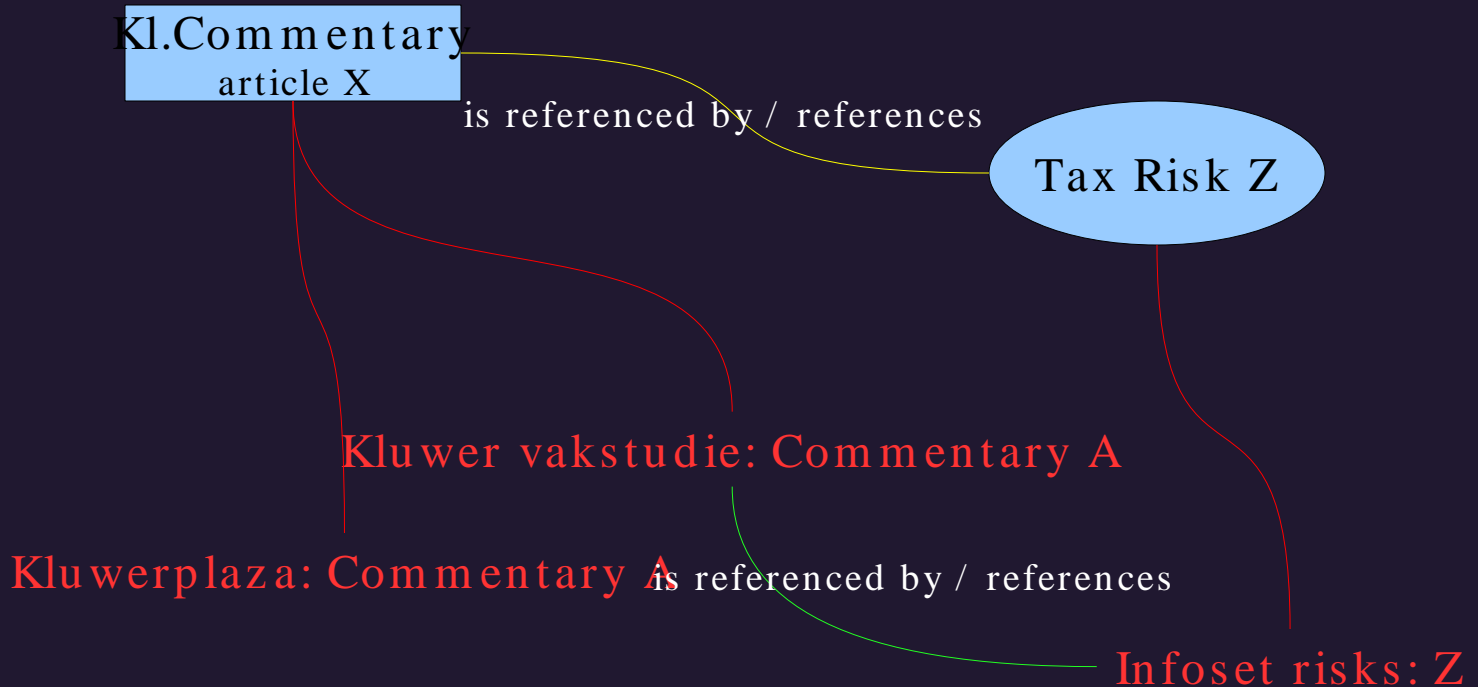 Kl.Commentary
article X
is referenced by / references
Tax Risk Z
Kluwer vakstudie: Commentary A
Kluwerplaza: Commentary A
is referenced by / references
Infoset risks: Z